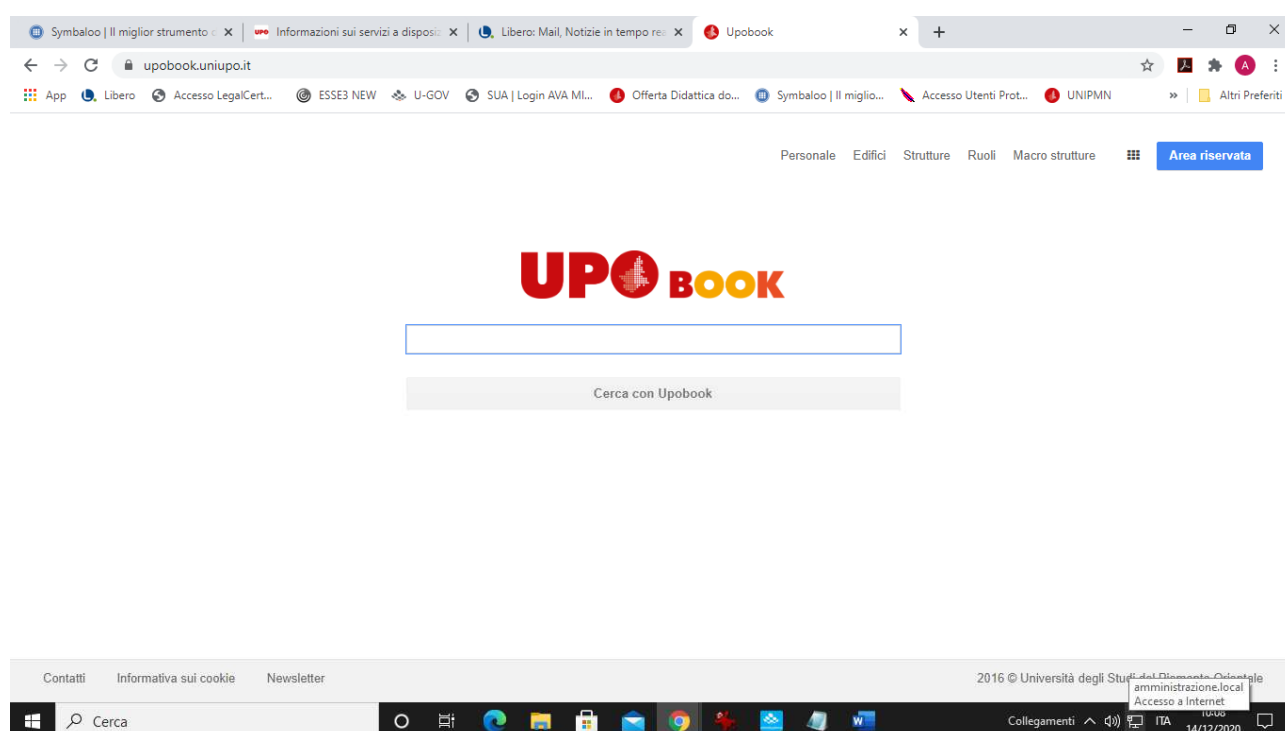 Symbaloo | Il miglior strumento d
UPO Informazioni sui servizi a disposiz
Libero: Mail, Notizie in tempo rea
Upobook
upobook.uniupo.it
A
App Libero Accesso LegalCert... ESSE3 NEW U-GOV SUA | Login AVA MI... Offerta Didattica do... Symbaloo | Il miglio... Accesso Utenti Prot... UNIPMN » Altri Preferiti
Personale Edifici Strutture Ruoli Macro strutture Area riservata
UPO BOOK
Cerca con Upobook
Contatti Informativa sui cookie Newsletter 2016 © Università degli Studi del Piemonte Orientale
amministrazione.local
Accesso a Internet
Cerca W Collegamenti ITA 10:08
14/12/2020